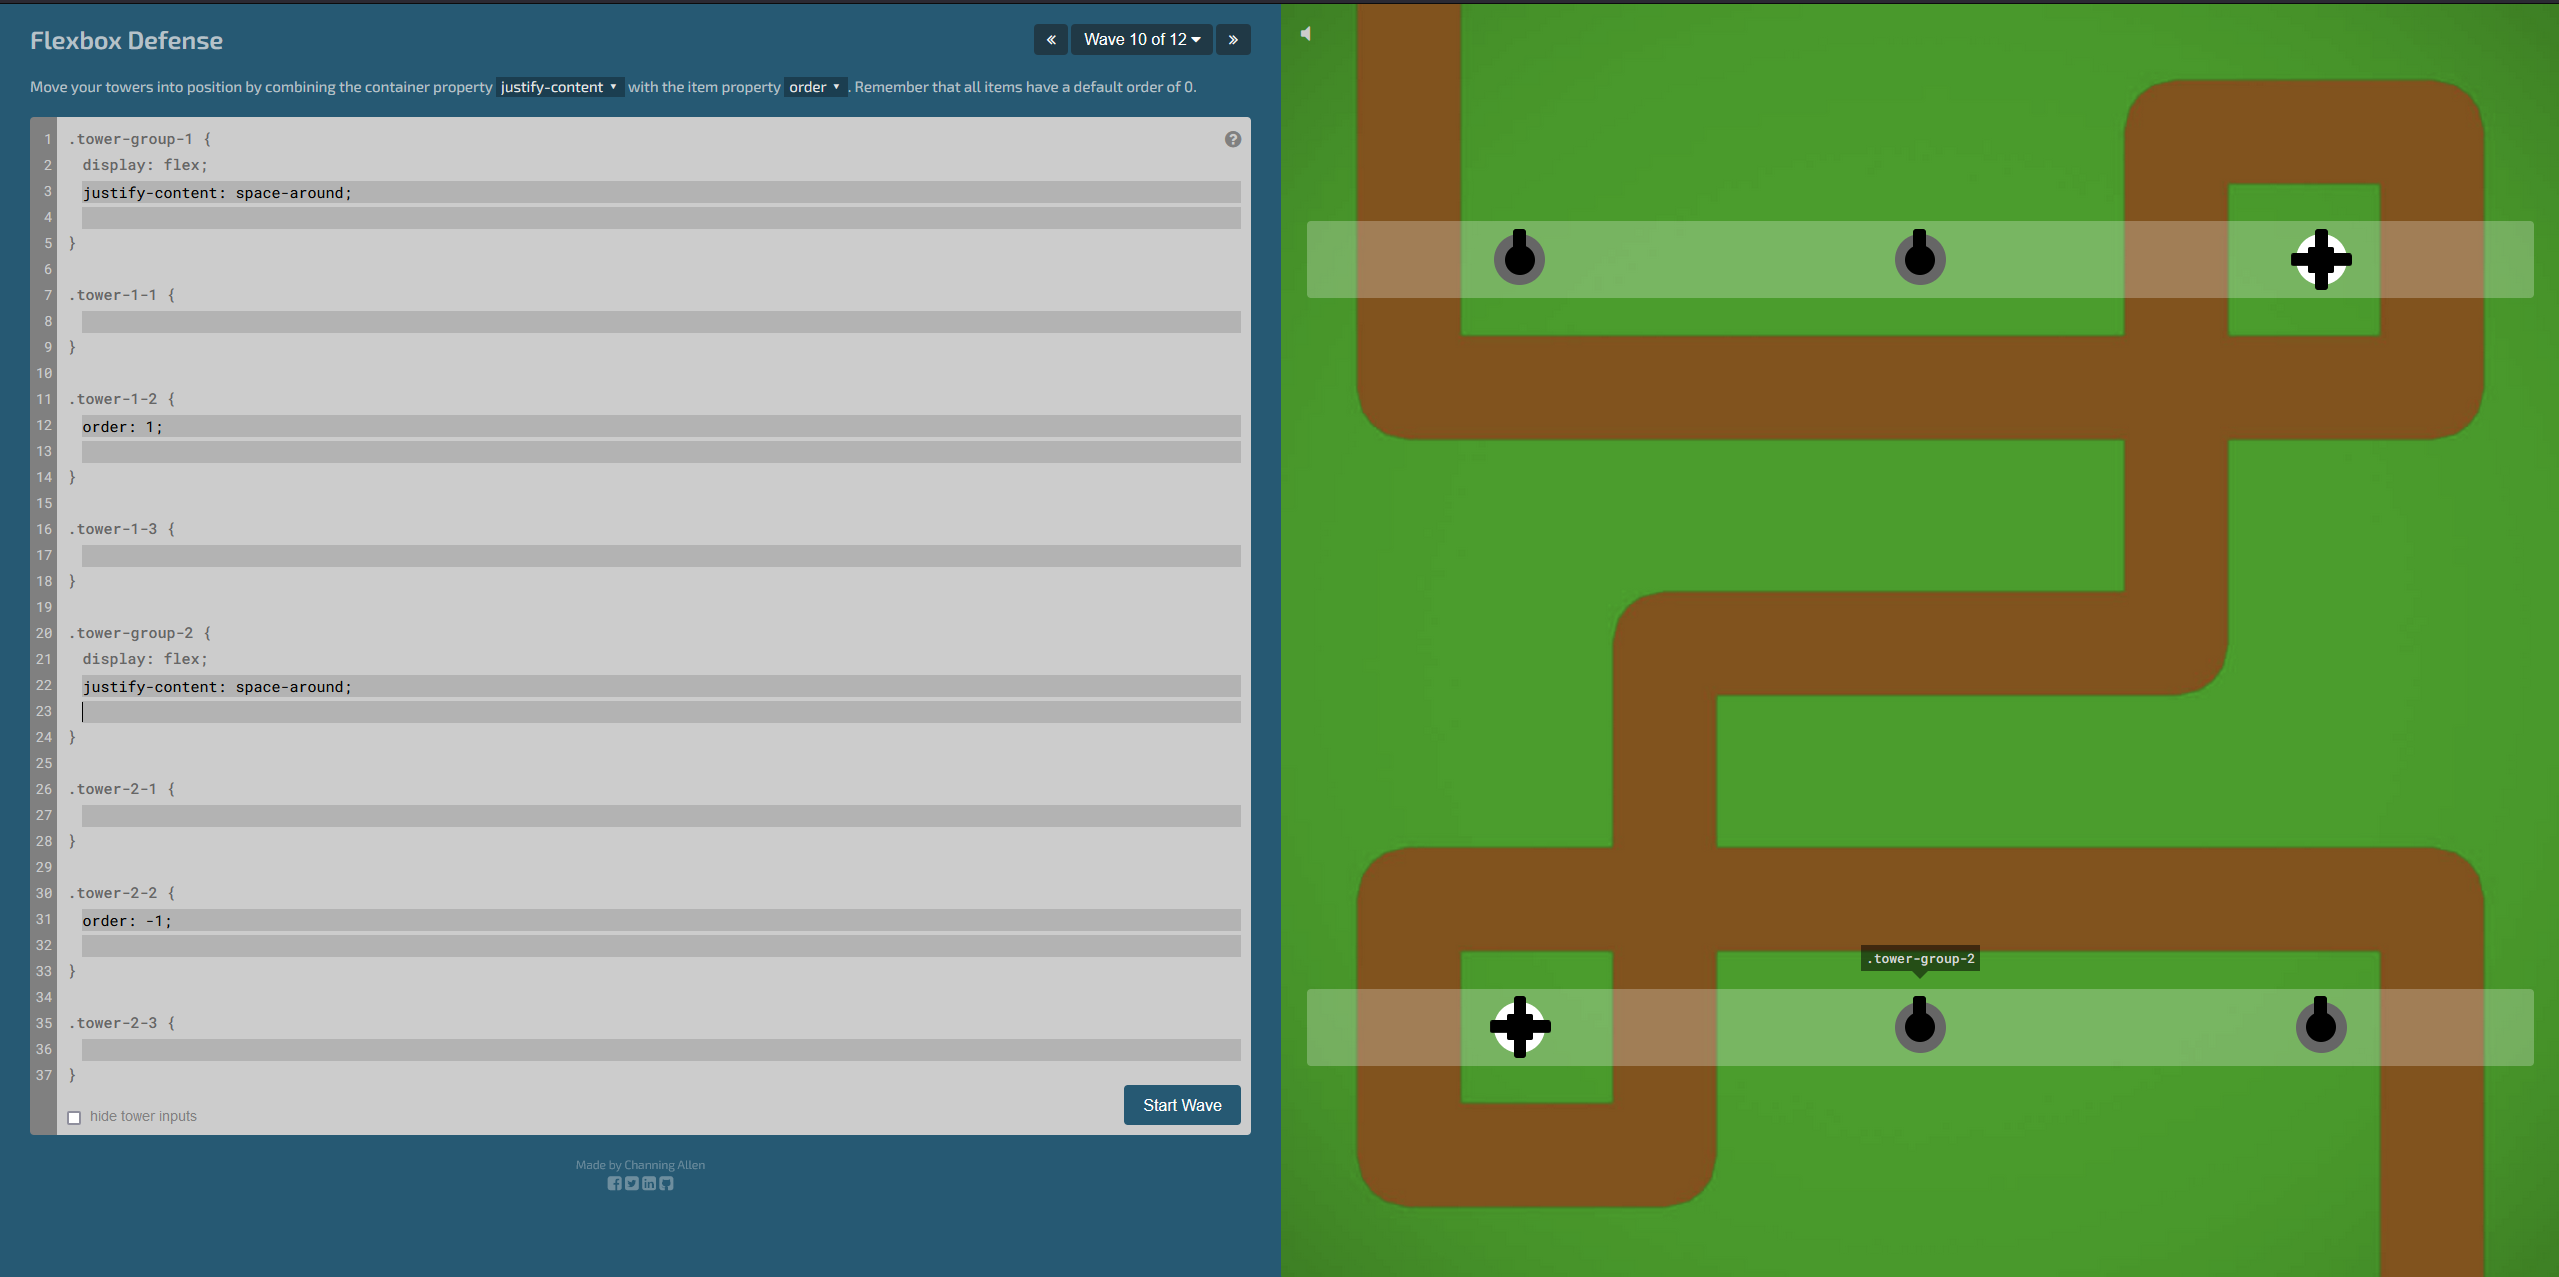 Flexbox Defense
«
Wave 10 of 12
»
Move your towers into position by combining the container property justify-content with the item property order . Remember that all items have a default order of 0.
1 .tower-group-1 {
2 display: flex;
3 justify-content: space-around;
4
5 }
6
7 .tower-1-1 {
8
9 }
10
11 .tower-1-2 {
12 order: 1;
13
14 }
15
16 .tower-1-3 {
17
18 }
19
20 .tower-group-2 {
21 display: flex;
22 justify-content: space-around;
23
24 }
25
26 .tower-2-1 {
27
28 }
29
30 .tower-2-2 {
31 order: -1;
32
33 }
34
35 .tower-2-3 {
36
37 }
?
hide tower inputs
Start Wave
Made by Channing Allen
.tower-group-2